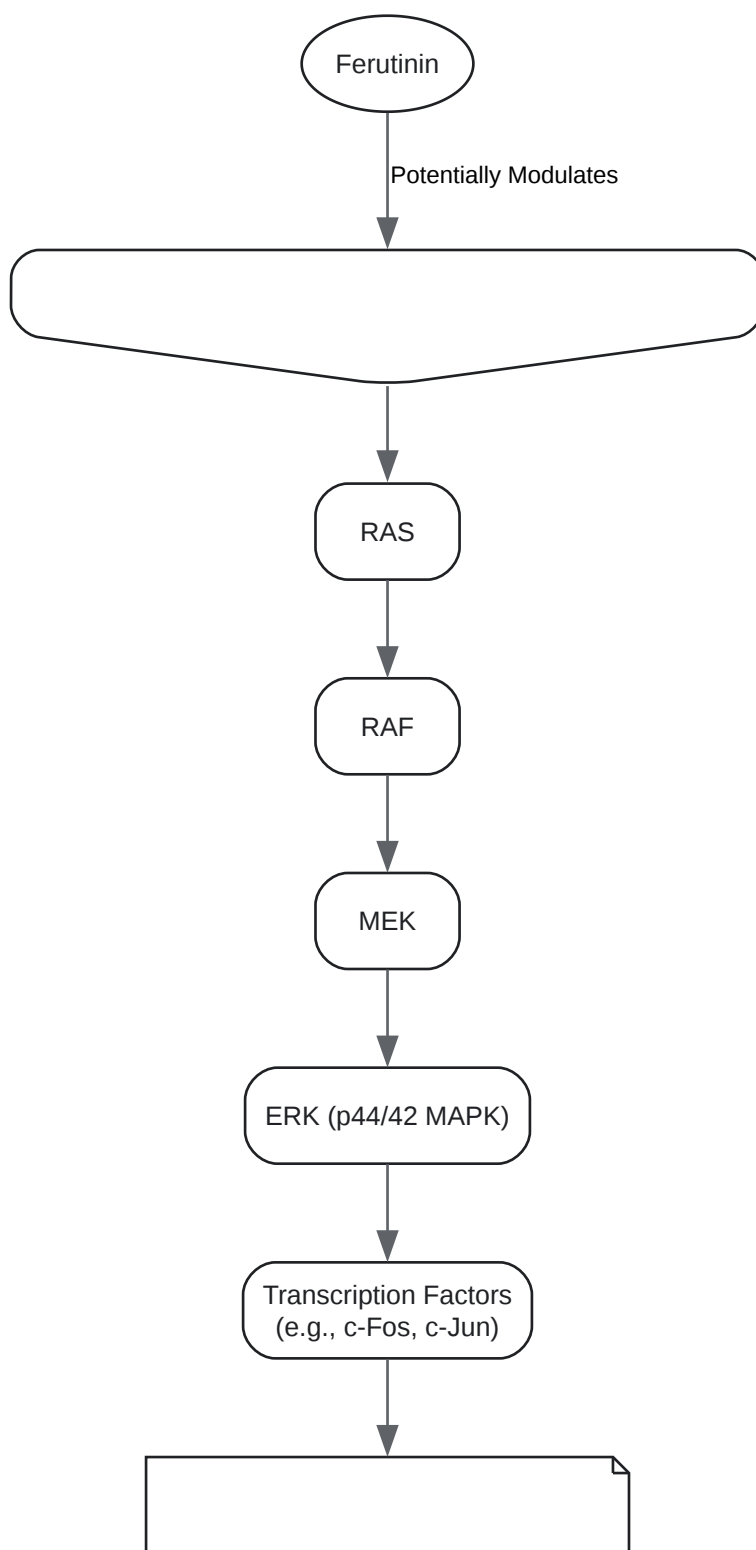 Ferutinin
Potentially Modulates
RAS
RAF
MEK
ERK (p44/42 MAPK)
Transcription Factors
(e.g., c-Fos, c-Jun)